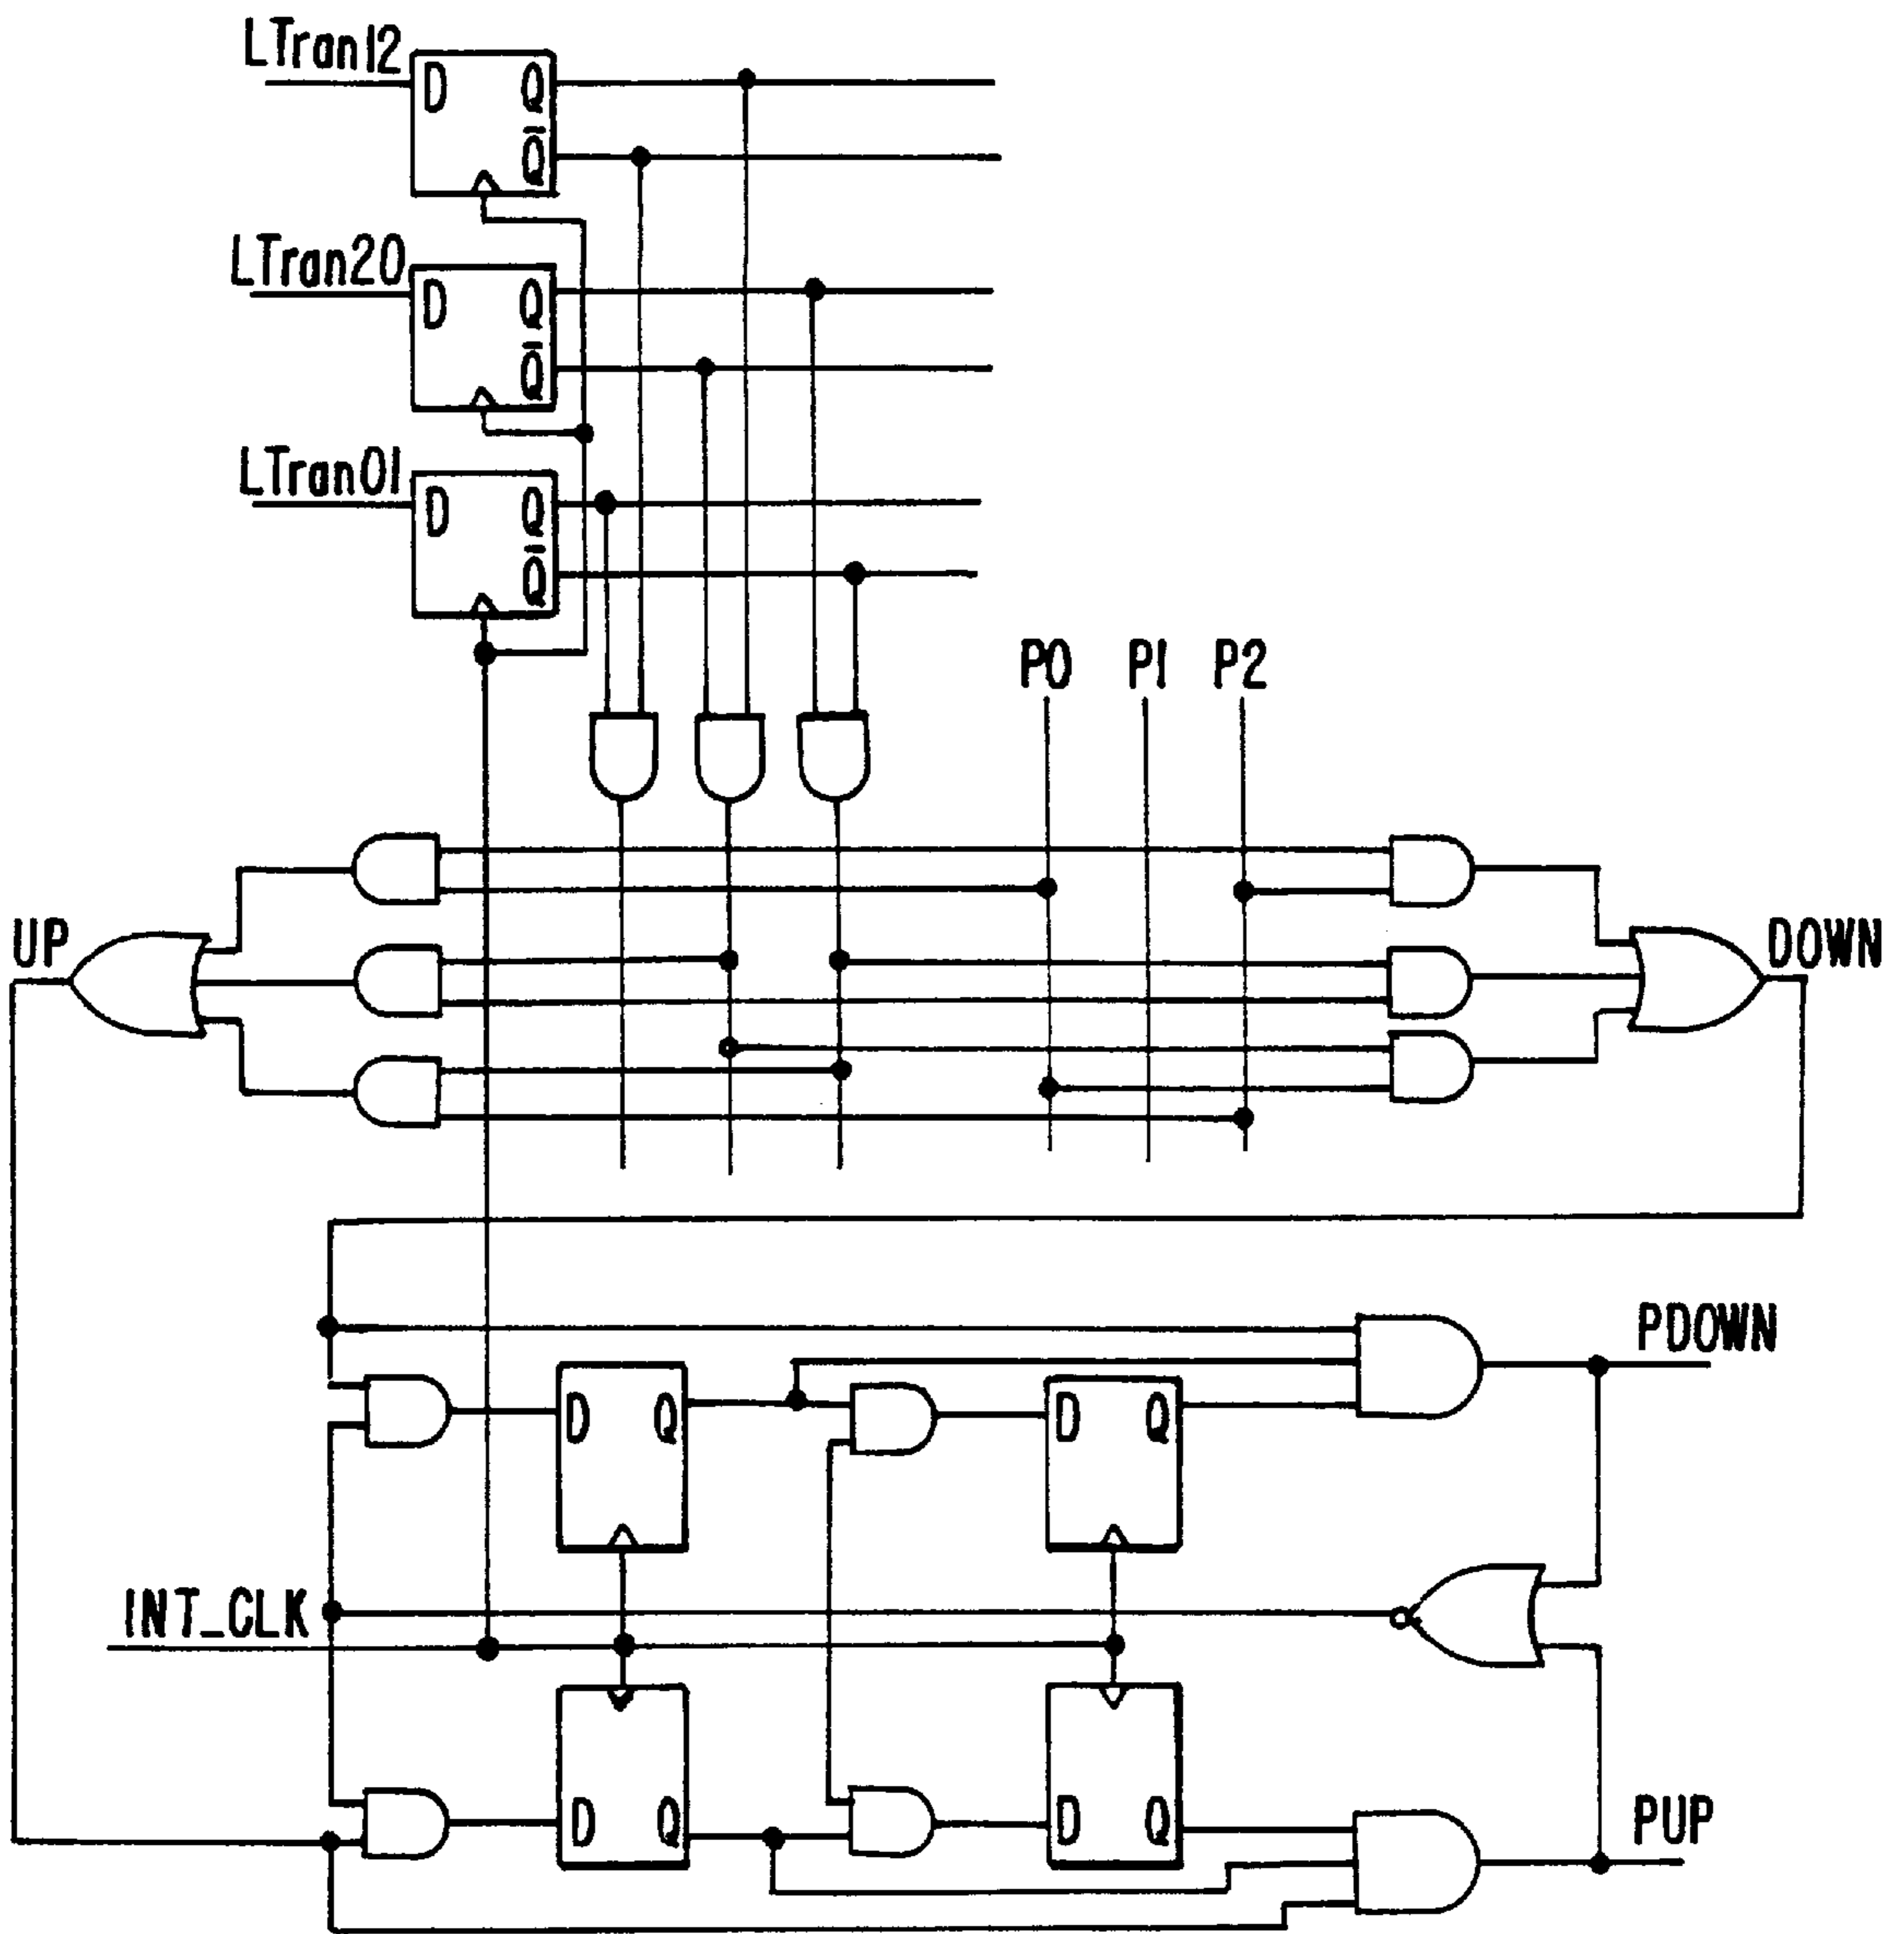 LTran12
D Q
Q̅
LTran20
D Q
Q̅
LTran01
D Q
Q̅
P0 P1 P2
UP
DOWN
PDOWN
D Q
D Q
INT_CLK
D Q
D Q
PUP